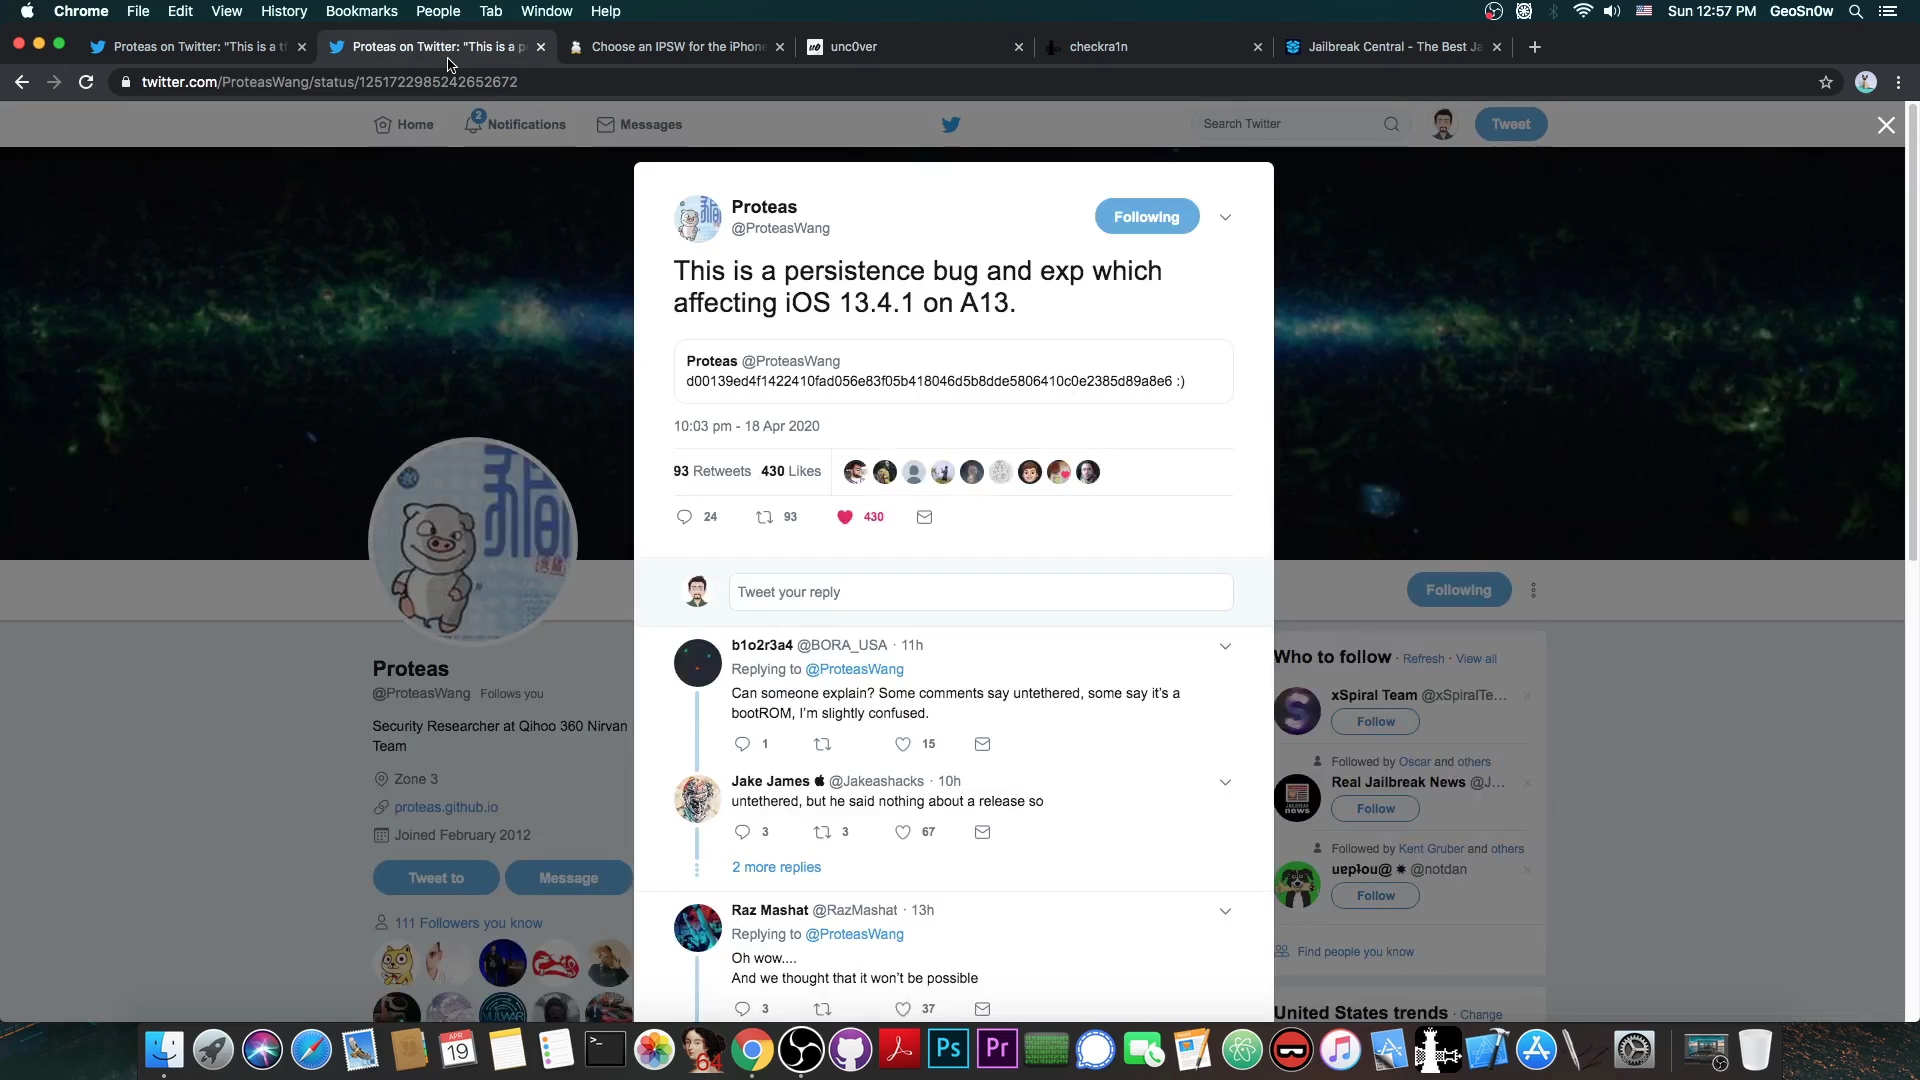 Chrome File Edit View History Bookmarks People Tab Window Help
Sun 12:57 PM GeoSn0w
Proteas on Twitter: "This is a tf
Proteas on Twitter: "This is a pe
Choose an IPSW for the iPhone
unc0ver
checkra1n
Jailbreak Central - The Best Ja
twitter.com/ProteasWang/status/1251722985242652672
Home
2
Notifications
Messages
Search Twitter
Tweet
Proteas
@ProteasWang
Following
This is a persistence bug and exp which
affecting iOS 13.4.1 on A13.
Proteas @ProteasWang
d00139ed4f1422410fad056e83f05b418046d5b8dde5806410c0e2385d89a8e6 :)
10:03 pm - 18 Apr 2020
93 Retweets 430 Likes
24 93 430
Tweet your reply
b1o2r3a4 @BORA_USA · 11h
Replying to @ProteasWang
Can someone explain? Some comments say untethered, some say it's a
bootROM, I'm slightly confused.
1 15
Jake James @Jakeashacks · 10h
untethered, but he said nothing about a release so
3 3 67
2 more replies
Raz Mashat @RazMashat · 13h
Replying to @ProteasWang
Oh wow....
And we thought that it won't be possible
3 37
Proteas
@ProteasWang Follows you
Security Researcher at Qihoo 360 Nirvan
Team
Zone 3
proteas.github.io
Joined February 2012
Tweet to
Message
111 Followers you know
Following
Who to follow · Refresh · View all
xSpiral Team @xSpiralTe...
Follow
Followed by Oscar and others
Real Jailbreak News @J...
Follow
Followed by Kent Gruber and others
uɐpʇou@ @notdan
Follow
Find people you know
United States trends · Change
APR
19
64
Ps
Pr